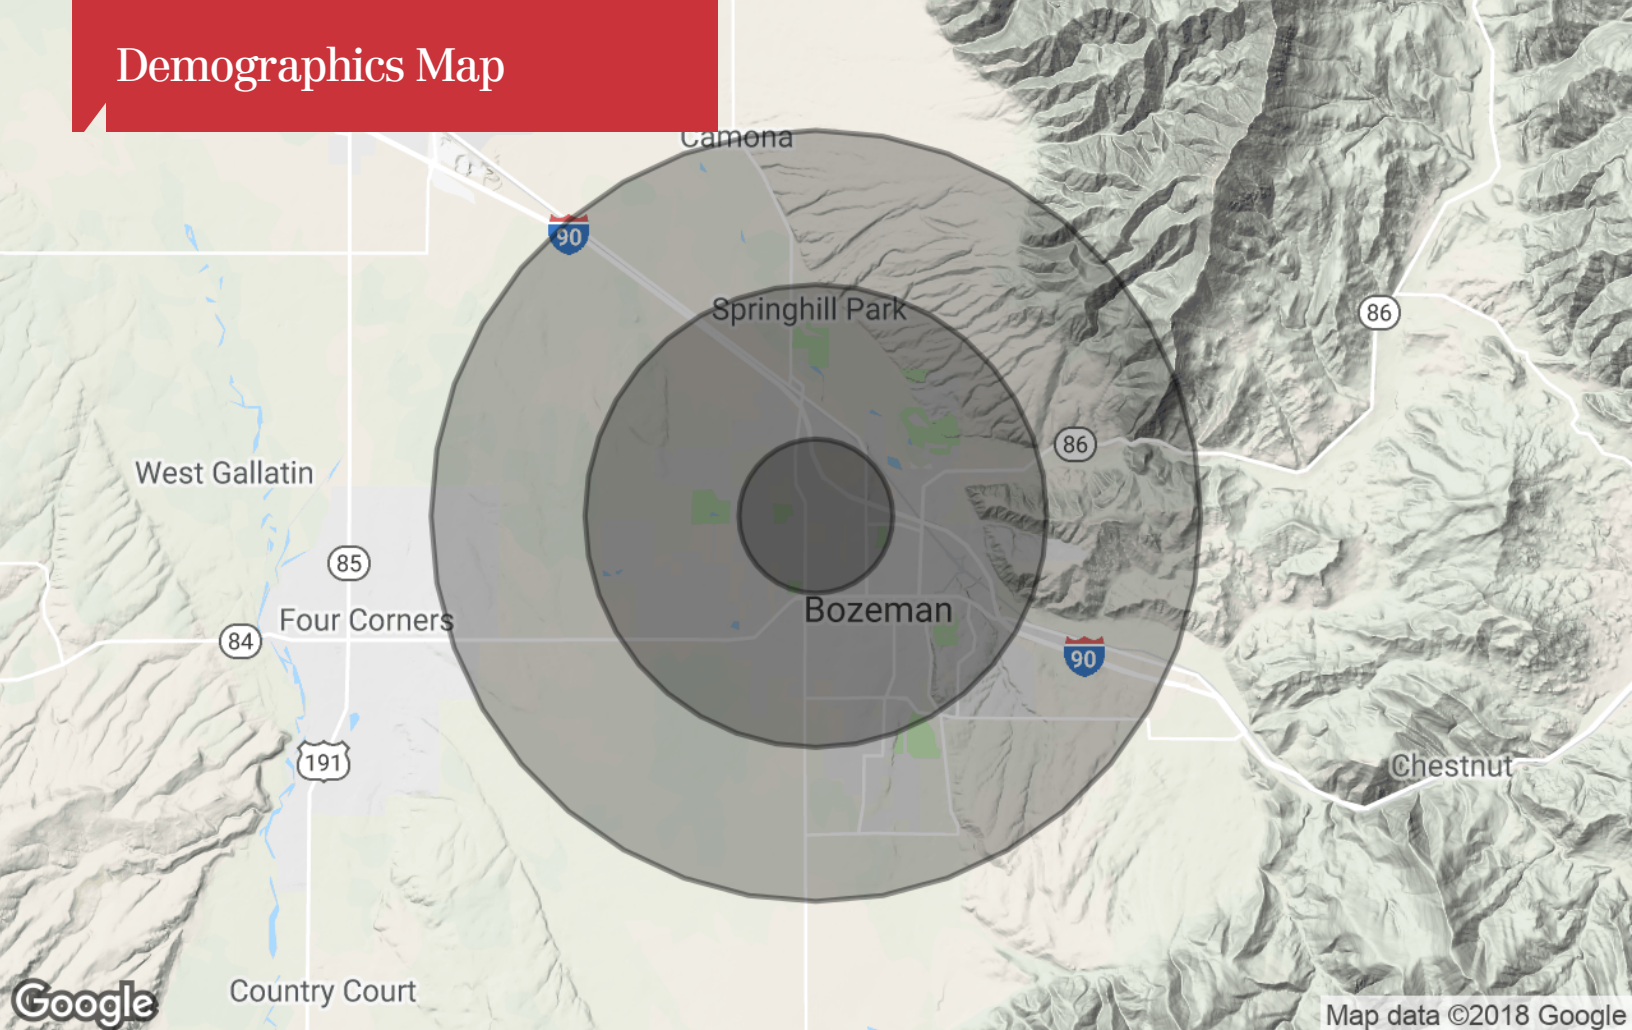 Demographics Map
Camona
90
Springhill Park
86
86
West Gallatin
85
Four Corners
Bozeman
84
90
191
Chestnut
Country Court
Google
Map data ©2018 Google